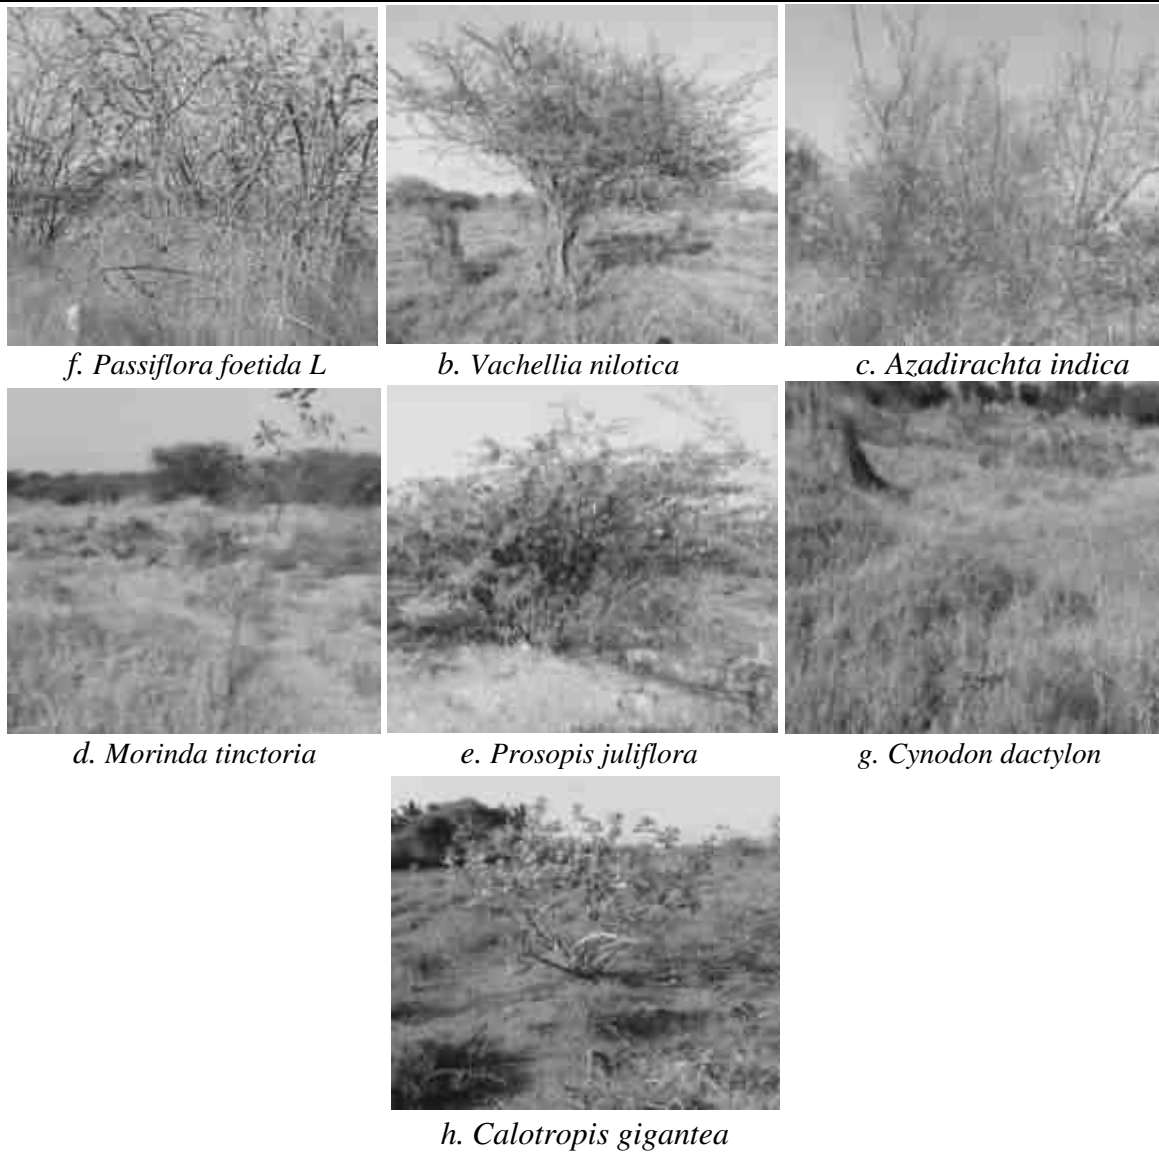 f. Passiflora foetida L
b. Vachellia nilotica
c. Azadirachta indica
d. Morinda tinctoria
e. Prosopis juliflora
g. Cynodon dactylon
h. Calotropis gigantea